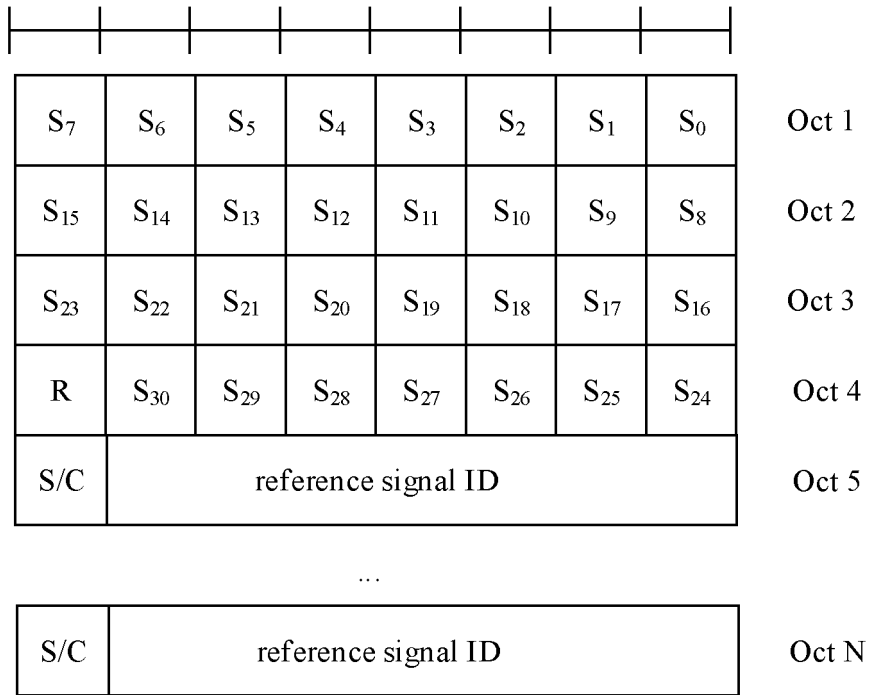 S₇ S₆ S₅ S₄ S₃ S₂ S₁ S₀ Oct 1
S₁₅ S₁₄ S₁₃ S₁₂ S₁₁ S₁₀ S₉ S₈ Oct 2
S₂₃ S₂₂ S₂₁ S₂₀ S₁₉ S₁₈ S₁₇ S₁₆ Oct 3
R S₃₀ S₂₉ S₂₈ S₂₇ S₂₆ S₂₅ S₂₄ Oct 4
S/C reference signal ID Oct 5
...
S/C reference signal ID Oct N